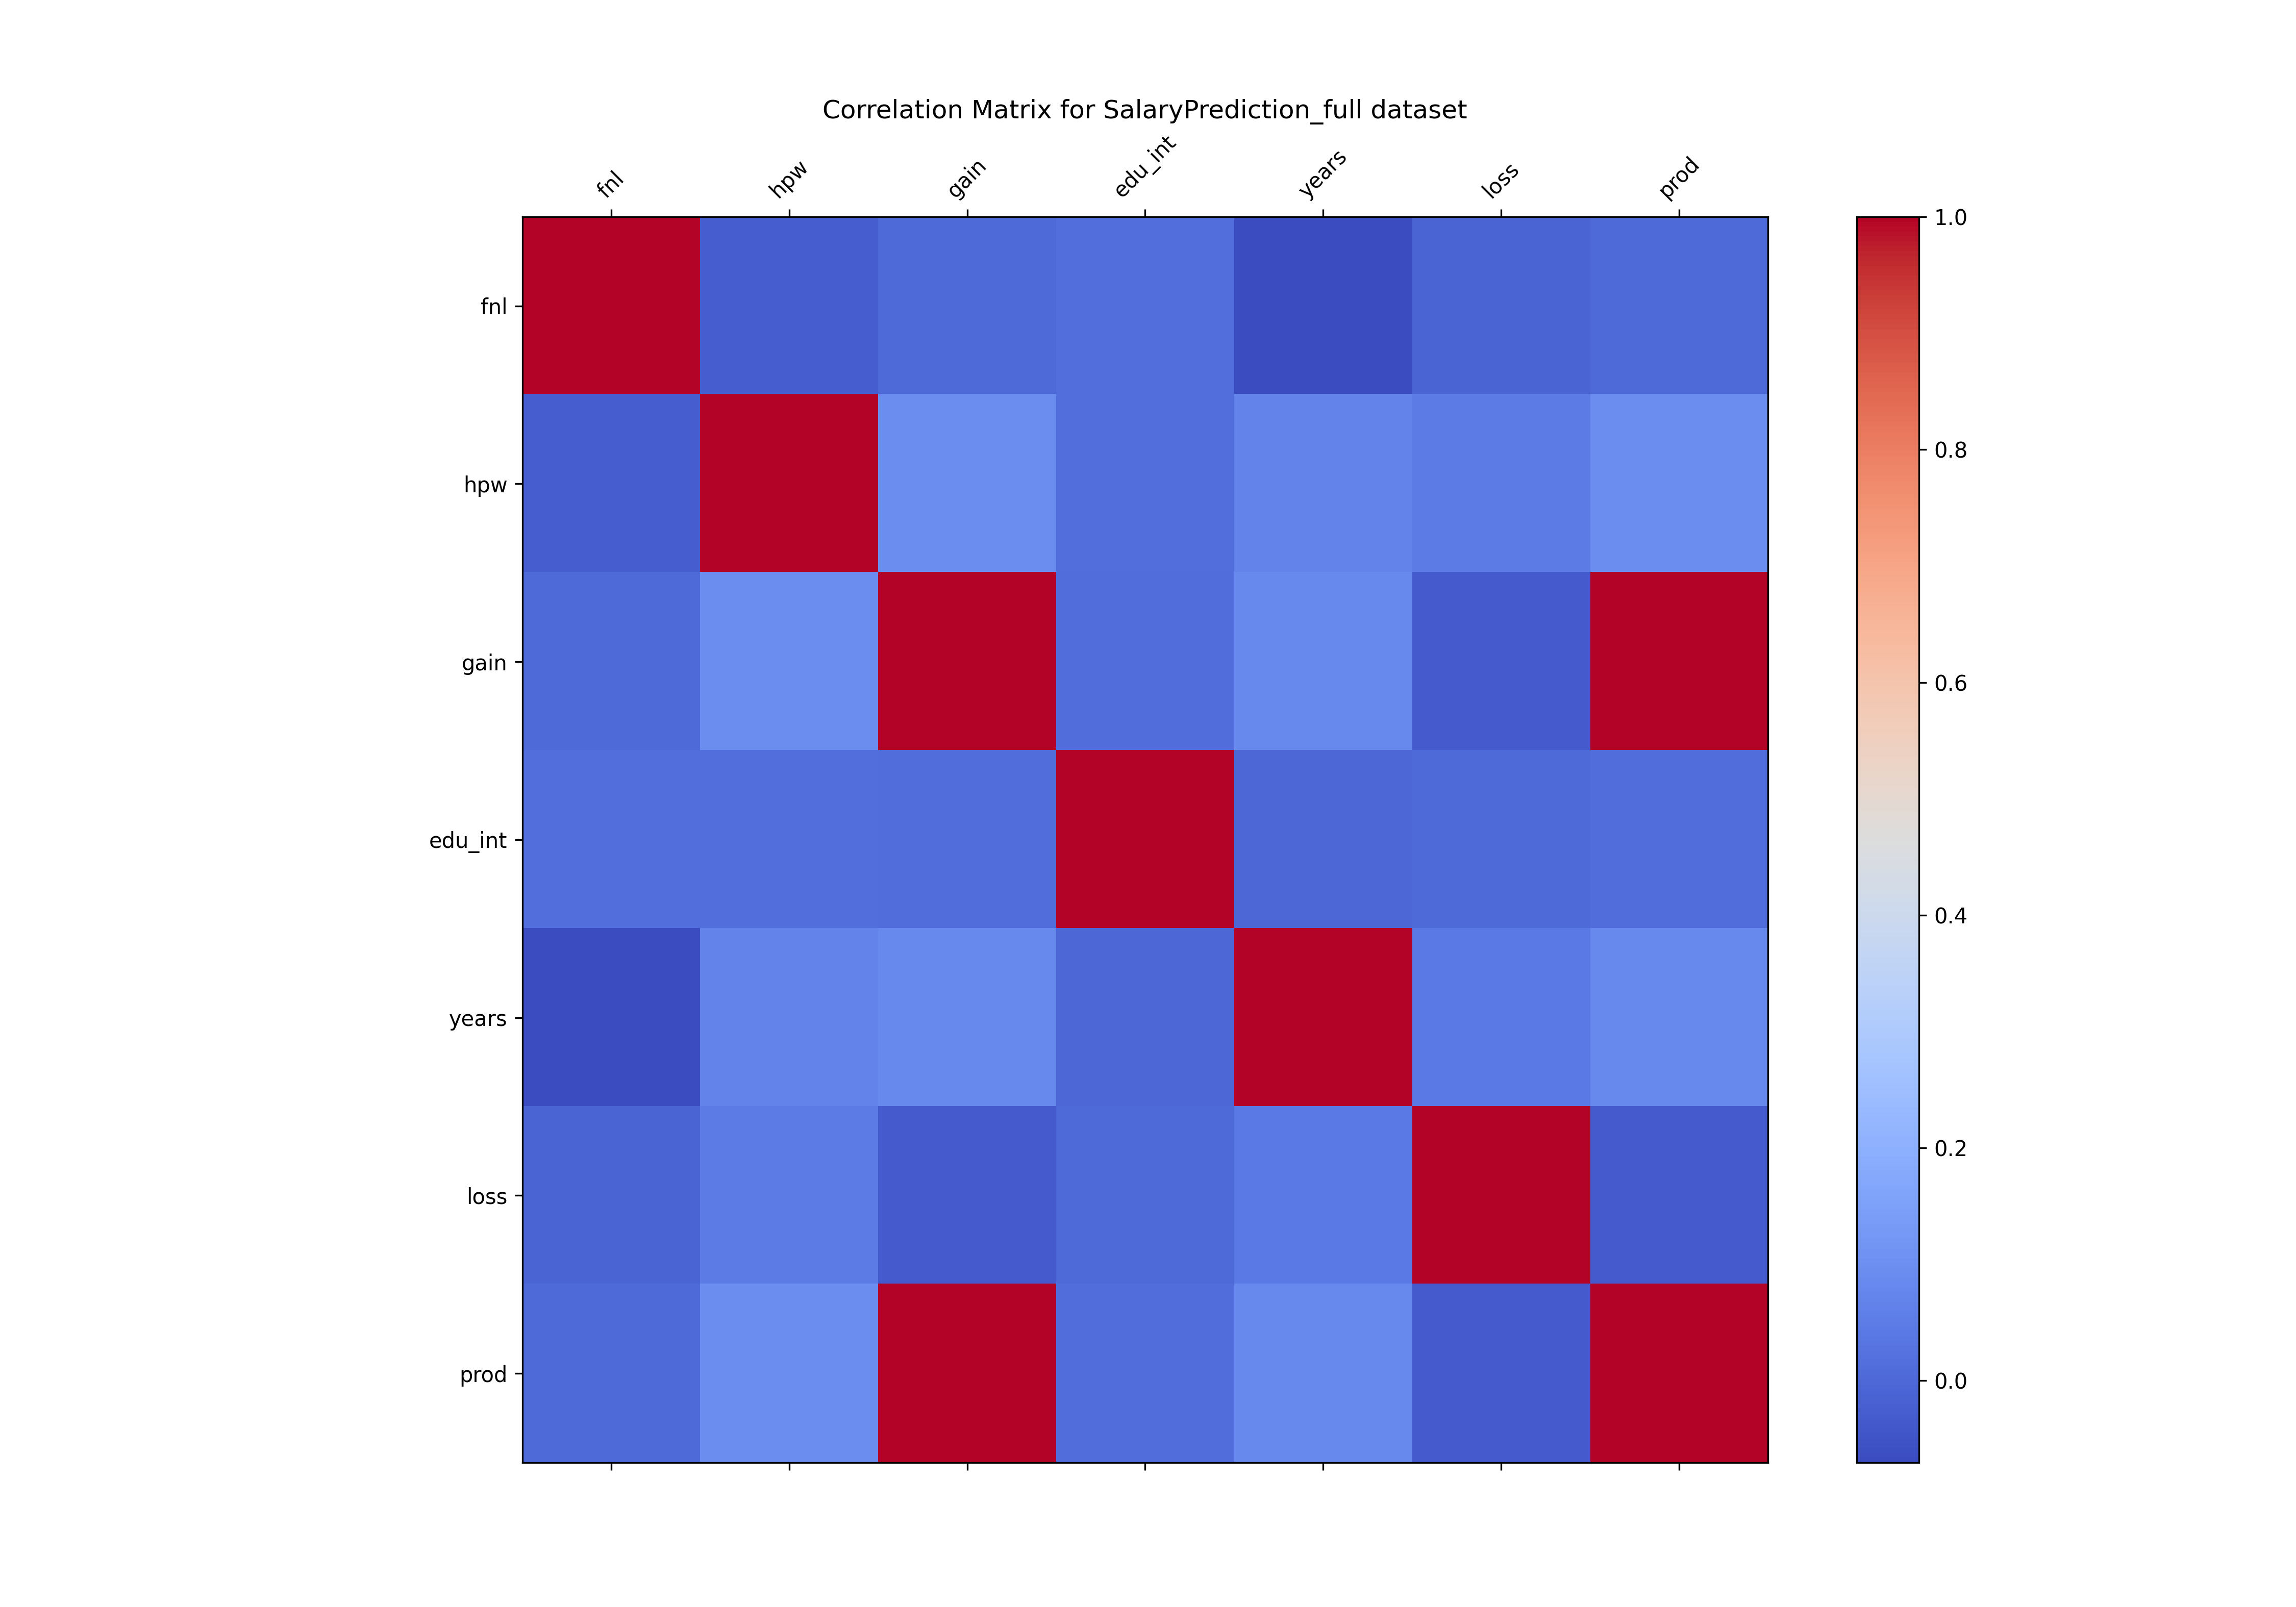 Correlation Matrix for SalaryPrediction_full dataset
fnl hpw gain edu_int years loss prod
fnl
hpw
gain
edu_int
years
loss
prod
1.0
0.8
0.6
0.4
0.2
0.0